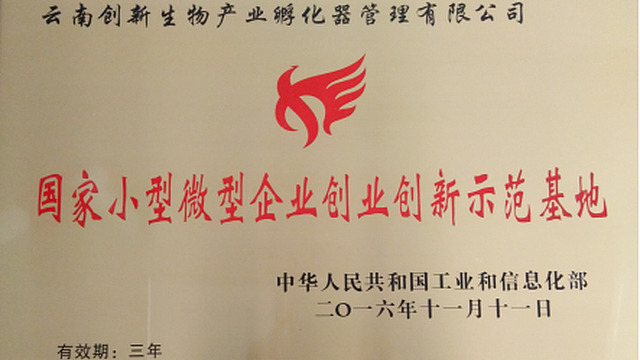 云南创新生物产业孵化器管理有限公司
国家小型微型企业创业创新示范基地
中华人民共和国工业和信息化部
二〇一六年十一月十一日
有效期：三年